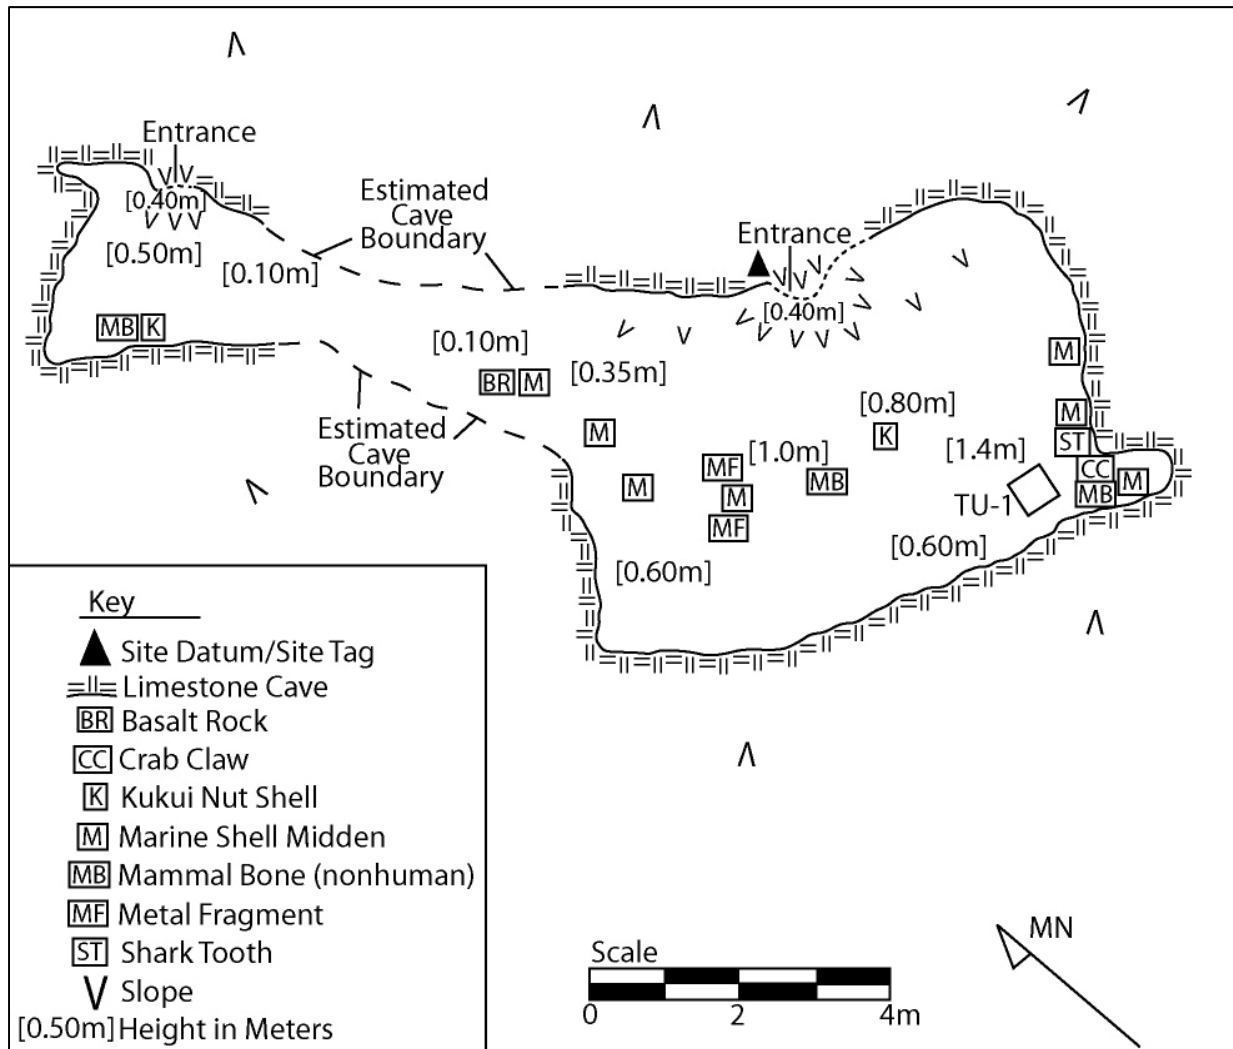 Entrance
[0.40m]
[0.50m]
[0.10m]
Estimated
Cave
Boundary
Entrance
[0.40m]
MB K
[0.10m]
BR M
[0.35m]
M
Estimated
Cave
Boundary
M
M
[0.80m]
K
M
ST
[1.0m]
[1.4m]
MF
CC
M
M
MB
MB
M
TU-1
MF
[0.60m]
[0.60m]
Key
Site Datum/Site Tag
Limestone Cave
BR Basalt Rock
CC Crab Claw
K Kukui Nut Shell
M Marine Shell Midden
MB Mammal Bone (nonhuman)
MF Metal Fragment
ST Shark Tooth
V Slope
[0.50m] Height in Meters
Scale
0 2 4m
MN